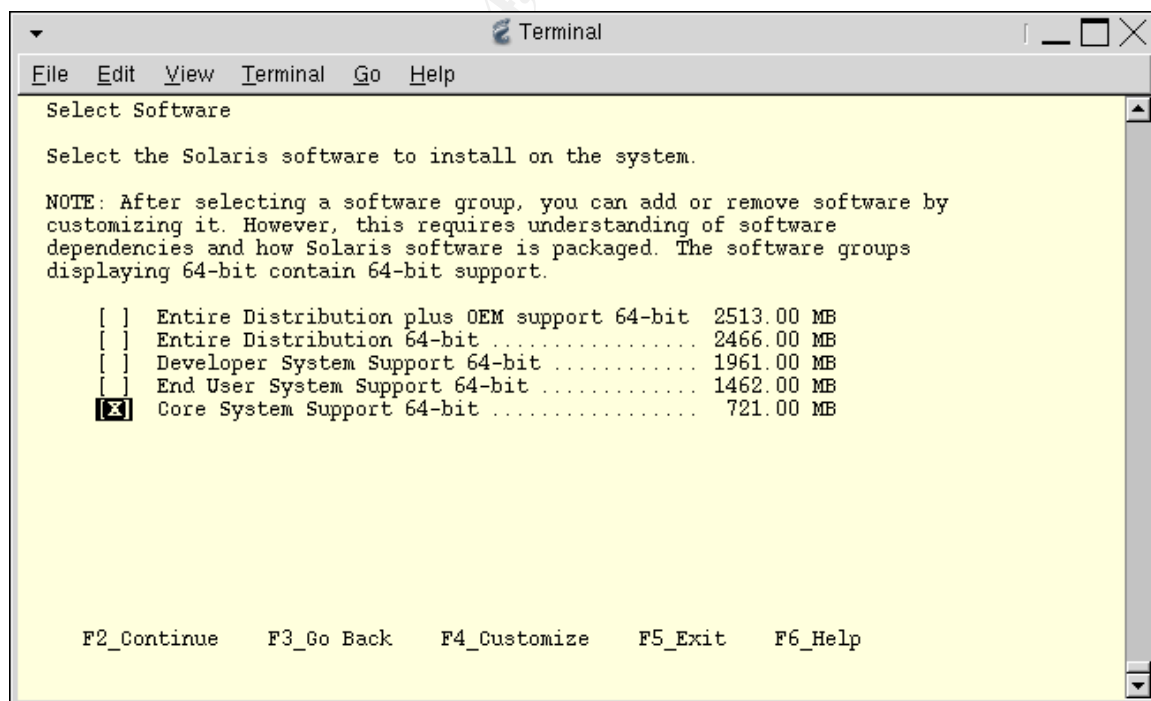 Terminal
File Edit View Terminal Go Help
Select Software
Select the Solaris software to install on the system.
NOTE: After selecting a software group, you can add or remove software by
customizing it. However, this requires understanding of software
dependencies and how Solaris software is packaged. The software groups
displaying 64-bit contain 64-bit support.
[ ] Entire Distribution plus OEM support 64-bit 2513.00 MB
[ ] Entire Distribution 64-bit ................. 2466.00 MB
[ ] Developer System Support 64-bit ............ 1961.00 MB
[ ] End User System Support 64-bit ............. 1462.00 MB
[X] Core System Support 64-bit ................. 721.00 MB
F2_Continue F3_Go Back F4_Customize F5_Exit F6_Help